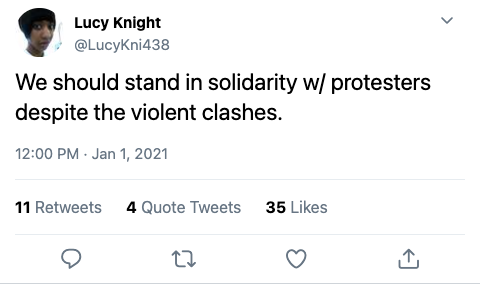 Lucy Knight
@LucyKni438
We should stand in solidarity w/ protesters
despite the violent clashes.
12:00 PM · Jan 1, 2021
11 Retweets 4 Quote Tweets 35 Likes